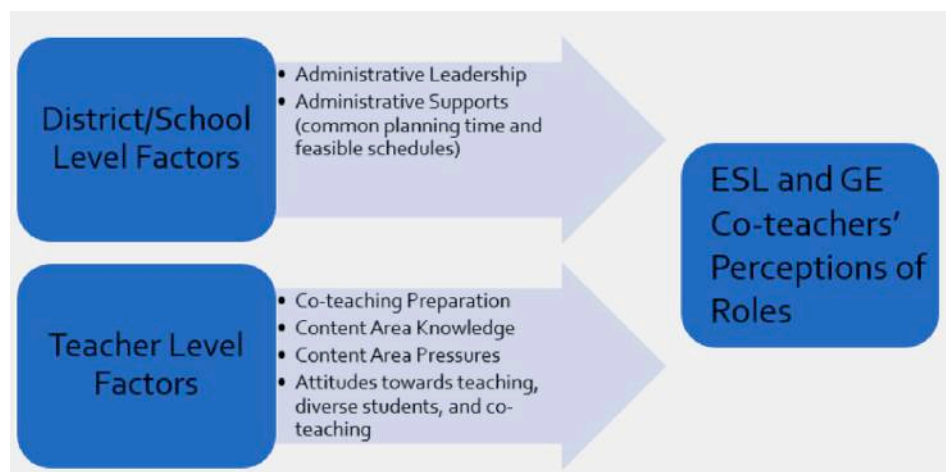 District/School
Level Factors
• Administrative Leadership
• Administrative Supports
(common planning time and
feasible schedules)
ESL and GE
Co-teachers’
Perceptions of
Roles
Teacher Level
Factors
• Co-teaching Preparation
• Content Area Knowledge
• Content Area Pressures
• Attitudes towards teaching,
diverse students, and co-
teaching